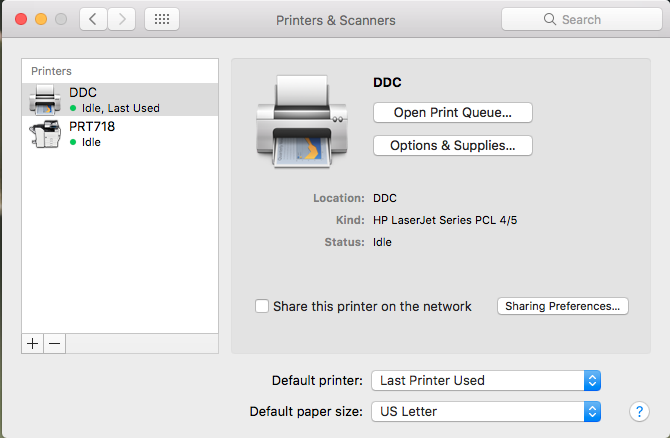 Printers & Scanners
Search
Printers
DDC
Idle, Last Used
PRT718
Idle
+ −
DDC
Open Print Queue...
Options & Supplies...
Location: DDC
Kind: HP LaserJet Series PCL 4/5
Status: Idle
Share this printer on the network
Sharing Preferences...
Default printer: Last Printer Used
Default paper size: US Letter
?